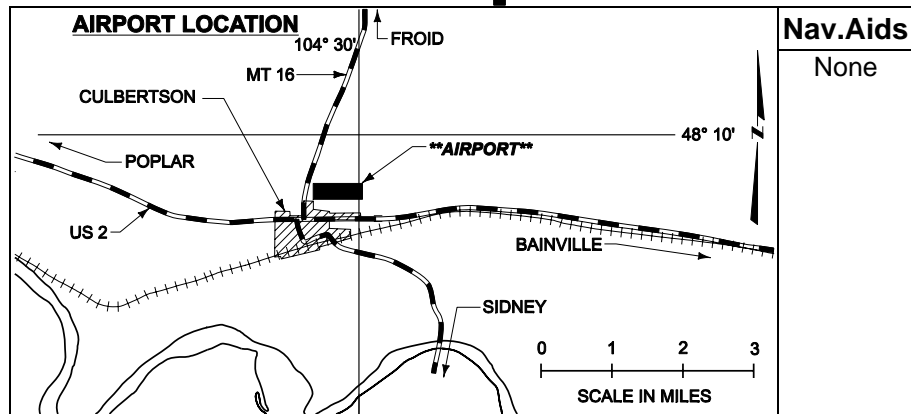 AIRPORT LOCATION
104° 30'
FROID
MT 16
CULBERTSON
48° 10'
**AIRPORT**
POPLAR
US 2
BAINVILLE
SIDNEY
0 1 2 3
SCALE IN MILES
N
Nav.Aids
None